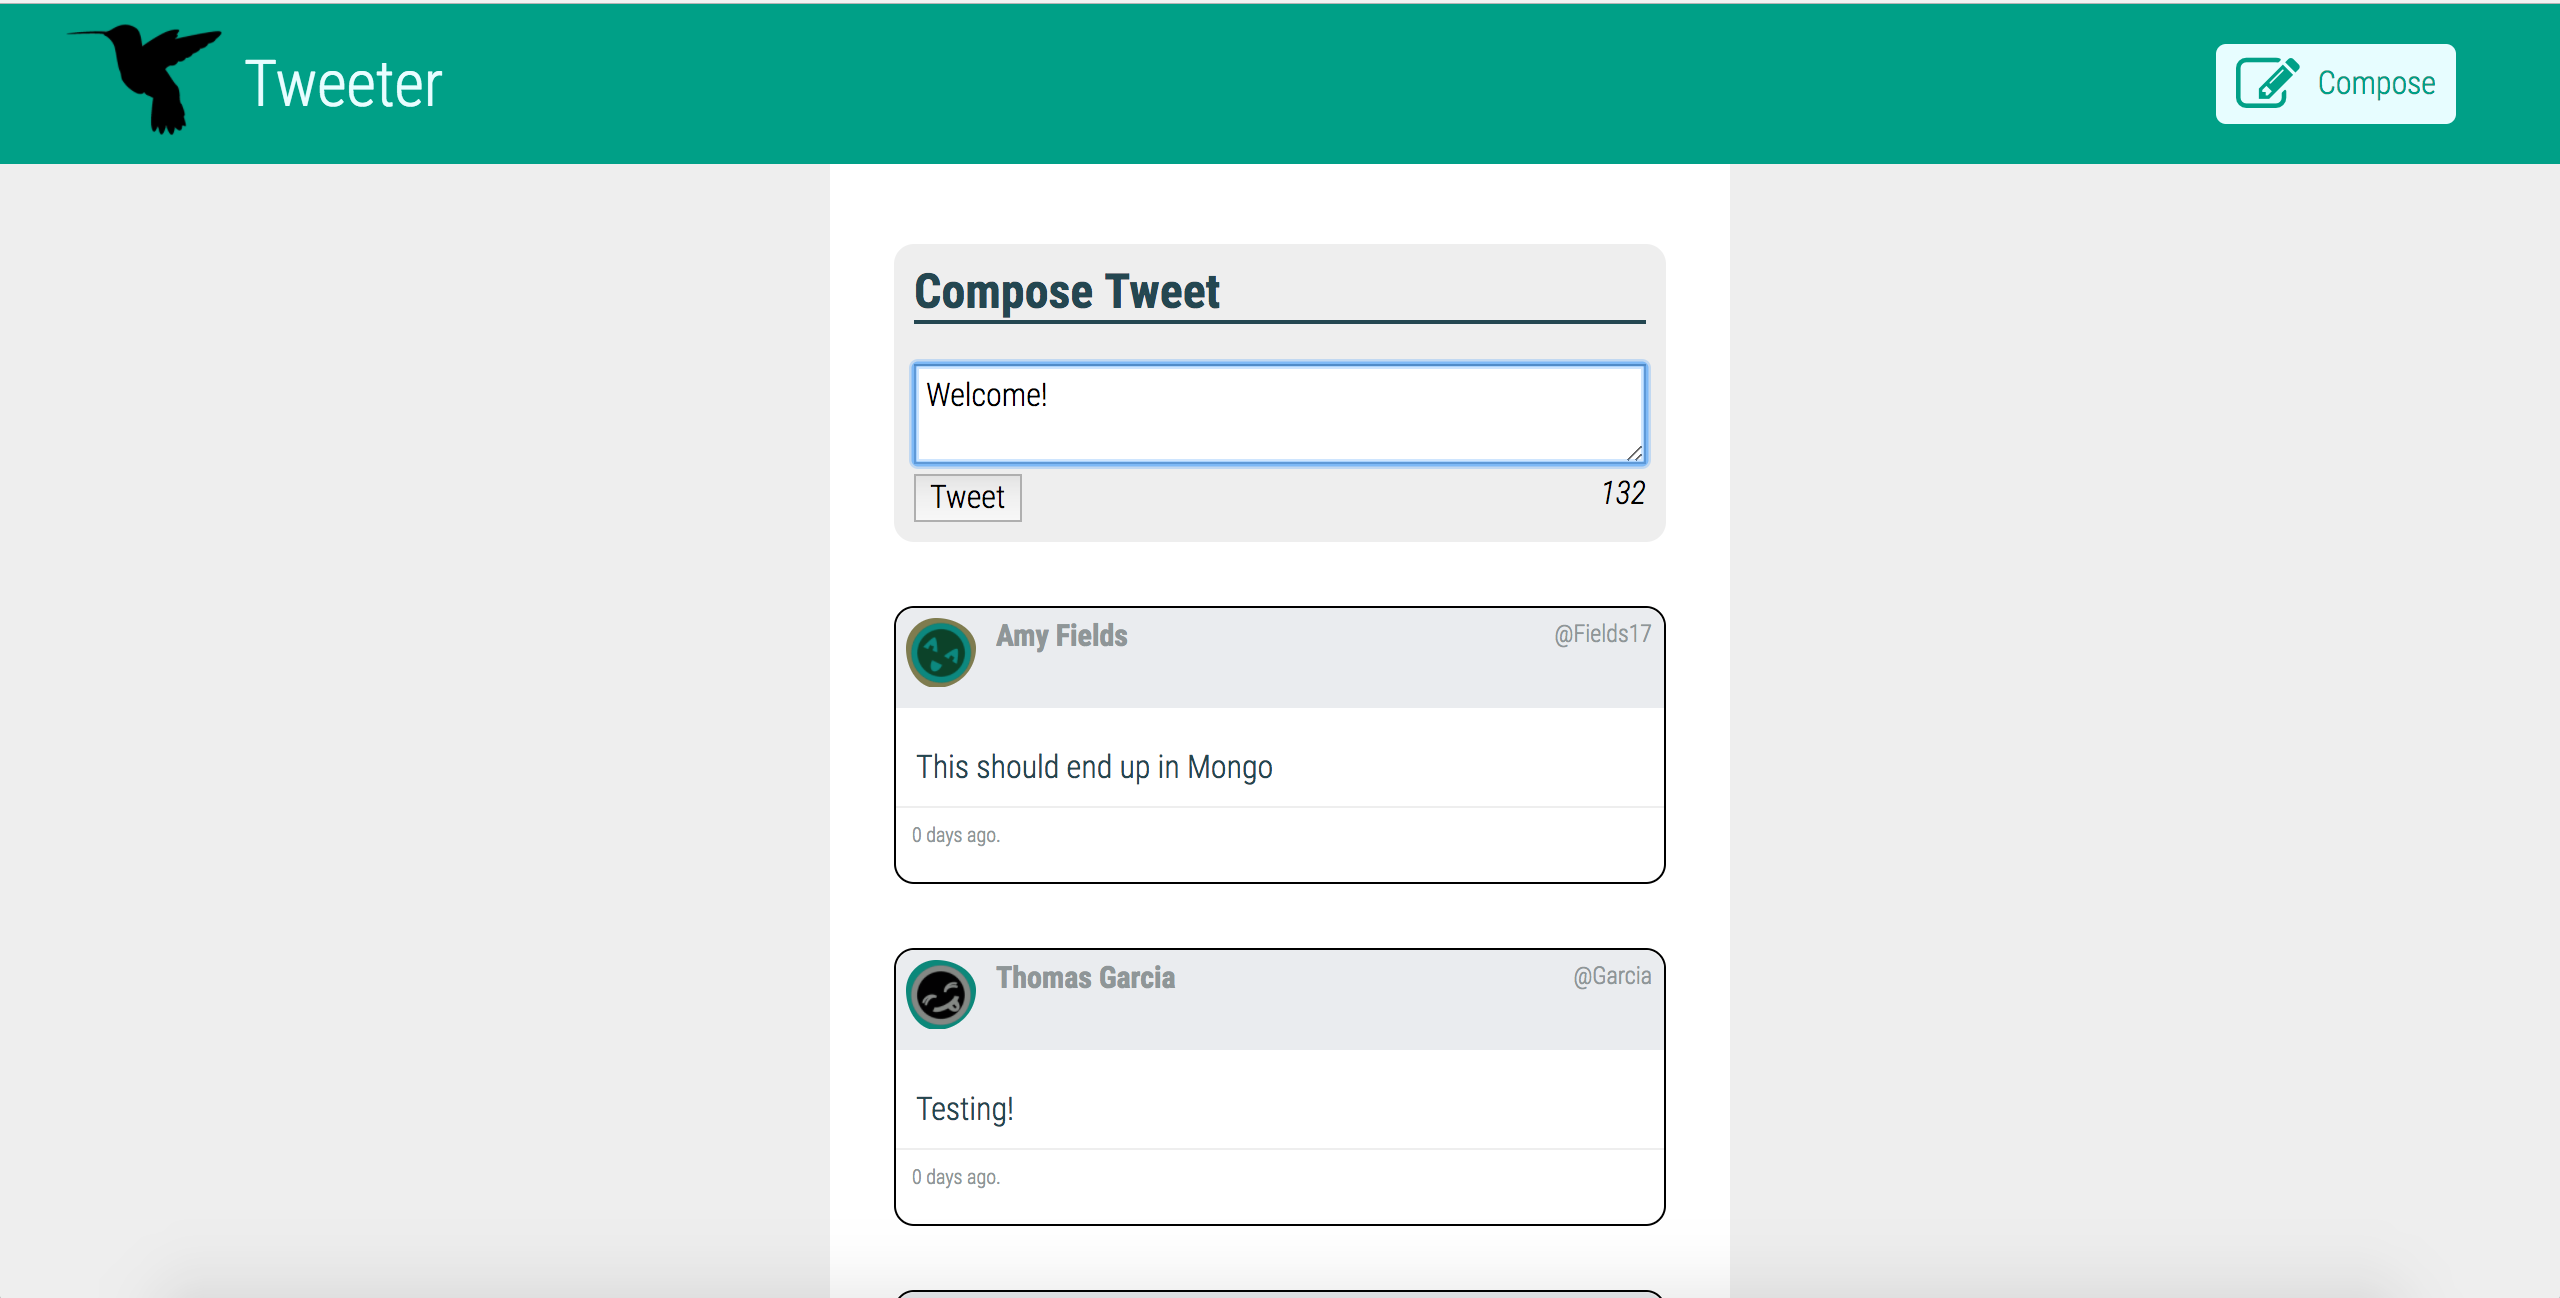 Tweeter
Compose
Compose Tweet
Welcome!
Tweet
132
Amy Fields
@Fields17
This should end up in Mongo
0 days ago.
Thomas Garcia
@Garcia
Testing!
0 days ago.